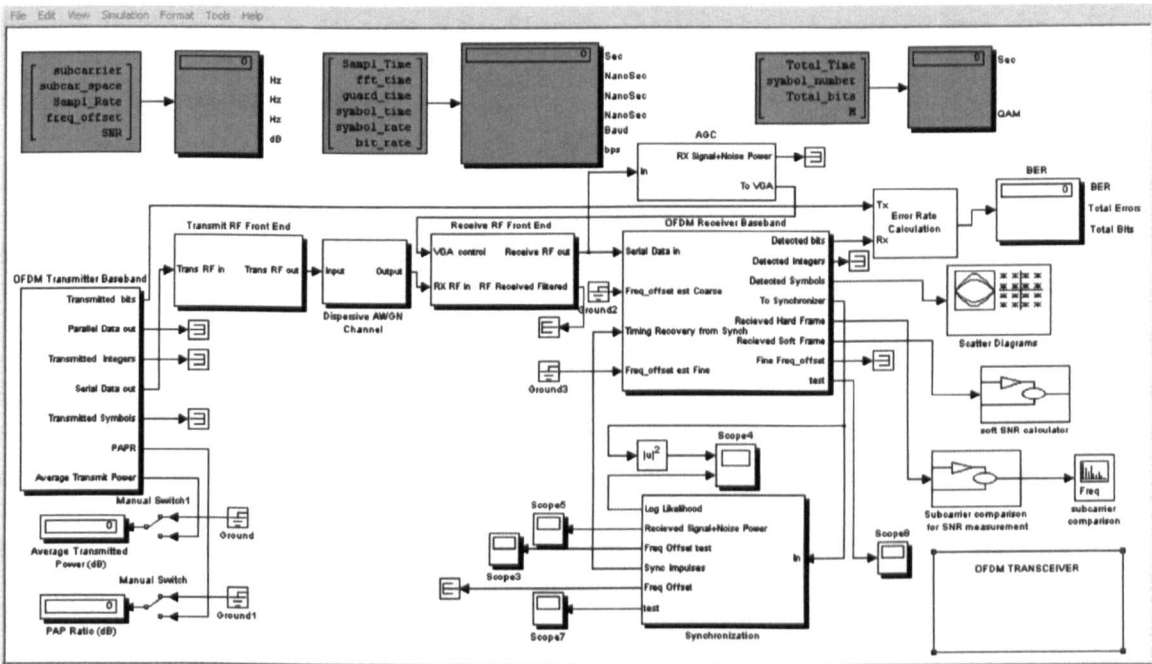 File Edit View Simulation Format Tools Help
subcarrier
subcar_space
Sampl_Rate
freq_offset
SNR
0
Hz
Hz
Hz
dB
Sampl_Time
fft_time
guard_time
symbol_time
symbol_rate
bit_rate
0
Sec
NanoSec
NanoSec
NanoSec
Baud
bps
Total_Time
symbol_number
Total_bits
M
0
Sec
QAM
AGC
In
RX Signal+Noise Power
To VGA
BER
0
BER
Total Errors
Total Bits
Tx
Rx
Error Rate
Calculation
Transmit RF Front End
Trans RF in
Trans RF out
Input
Output
Dispersive AWGN
Channel
Receive RF Front End
VGA control
Receive RF out
RX RF in
RF Received Filtered
OFDM Receiver Baseband
Serial Data in
Freq_offset est Coarse
Timing Recovery from Synch
Freq_offset est Fine
Detected bits
Detected Integers
Detected Symbols
To Synchronizer
Recieved Hard Frame
Recieved Soft Frame
Fine Freq_offset
test
Ground2
Ground3
Scatter Diagrams
soft SNR calculator
OFDM Transmitter Baseband
Transmitted bits
Parallel Data out
Transmitted Integers
Serial Data out
Transmitted Symbols
PAPR
Average Transmit Power
Manual Switch1
0
Average Transmitted
Power (dB)
Ground
Manual Switch
0
PAP Ratio (dB)
Ground1
|u|²
Scope4
Scope5
Scope3
Scope7
Log Likelihood
Recieved Signal+Noise Power
Freq Offset test
Sync Impulses
Freq Offset
test
In
Synchronization
Scope6
Subcarrier comparison
for SNR measurement
Freq
subcarrier
comparison
OFDM TRANSCEIVER